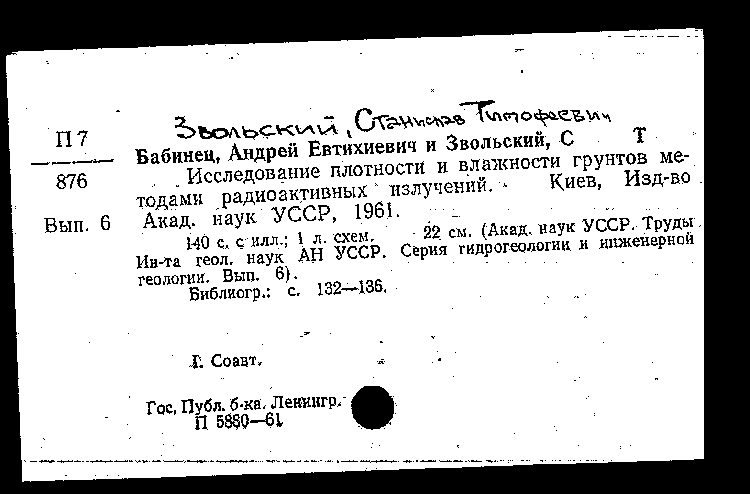 Звольский, Станислав Тимофеевич
П 7
876
Вып. 6
Бабинец, Андрей Евтихиевич и Звольский, С Т
Исследование плотности и влажности грунтов ме-
тодами радиоактивных излучений. Киев, Изд-во
Акад. наук УССР, 1961.
140 с. с илл.; 1 л. схем. 22 см. (Акад. наук УССР. Труды
Ин-та геол. наук АН УССР. Серия гидрогеологии и инженерной
геологии. Вып. 6).
Библиогр.: с. 132—136.
I. Соавт.
Гос. Публ. б-ка. Ленингр.
П 5880—61